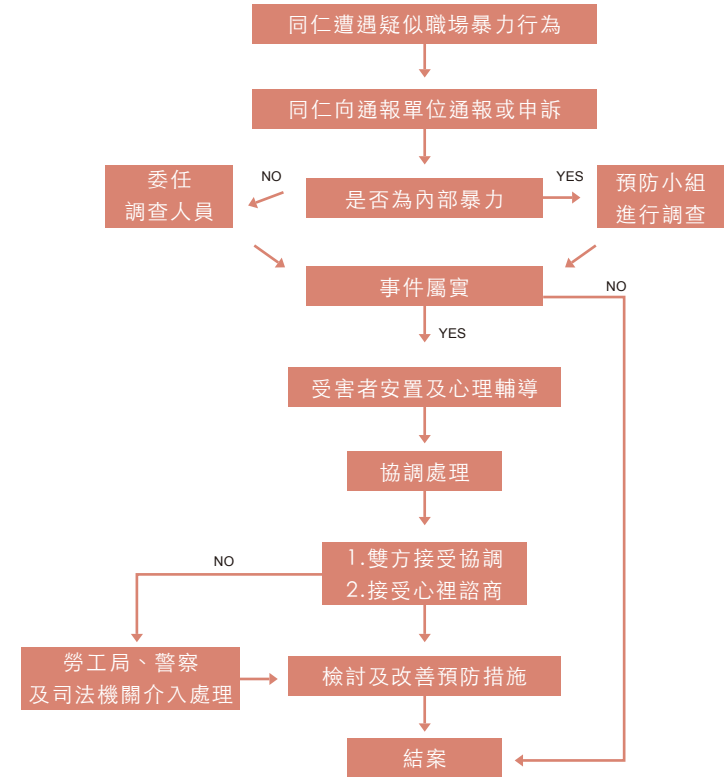 同仁遭遇疑似職場暴力行為
同仁向通報單位通報或申訴
委任
調查人員
NO
是否為內部暴力
YES
預防小組
進行調查
事件屬實
NO
YES
受害者安置及心理輔導
協調處理
1.雙方接受協調
2.接受心裡諮商
NO
勞工局、警察
及司法機關介入處理
檢討及改善預防措施
結案